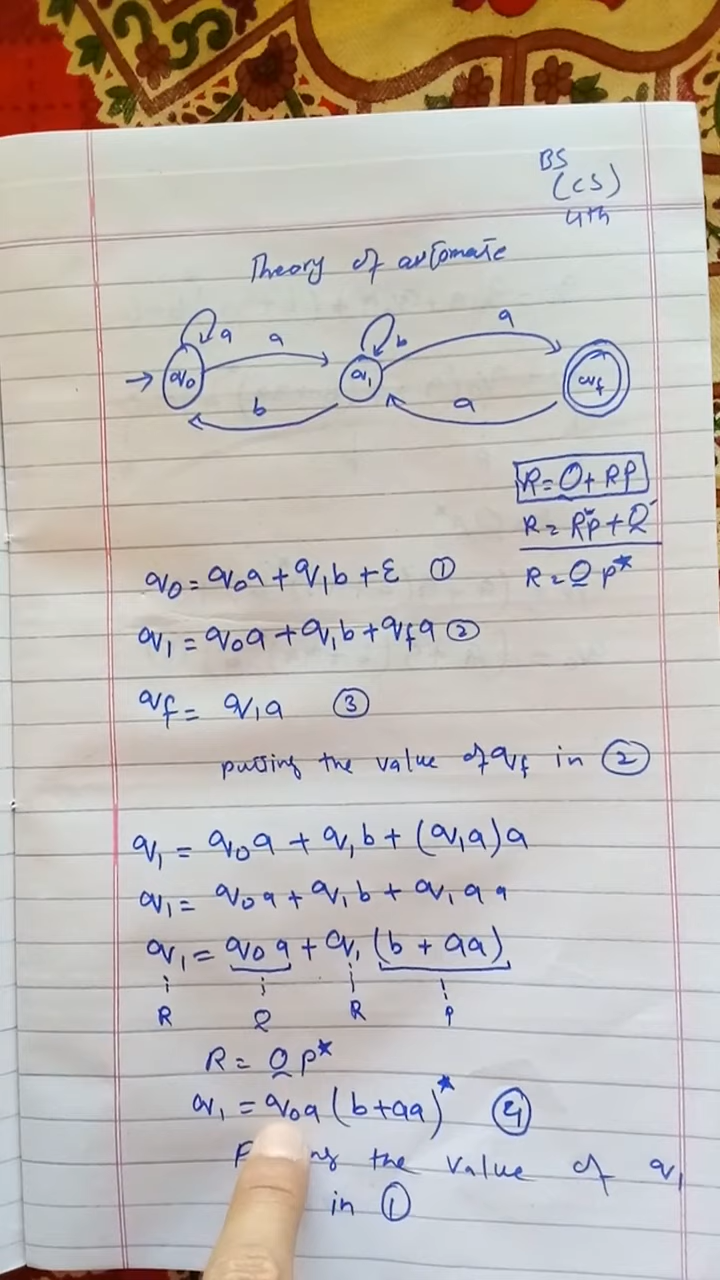 BS
(CS)
4th
Theory of automate
a a b a
q0 q1 qf
b a
R=Q+RP
R=RP+Q
R=QP*
q0=q0a+q1b+ε ①
q1=q0a+q1b+qfa ②
qf= q1a ③
putting the value of qf in ②
q1 = q0a + q1b + (q1a)a
q1= q0a + q1b + q1aa
q1= q0a + q1 (b + aa)
R Q R P
R = QP*
q1 = q0a (b+aa)* ④
the value of q1
in ①